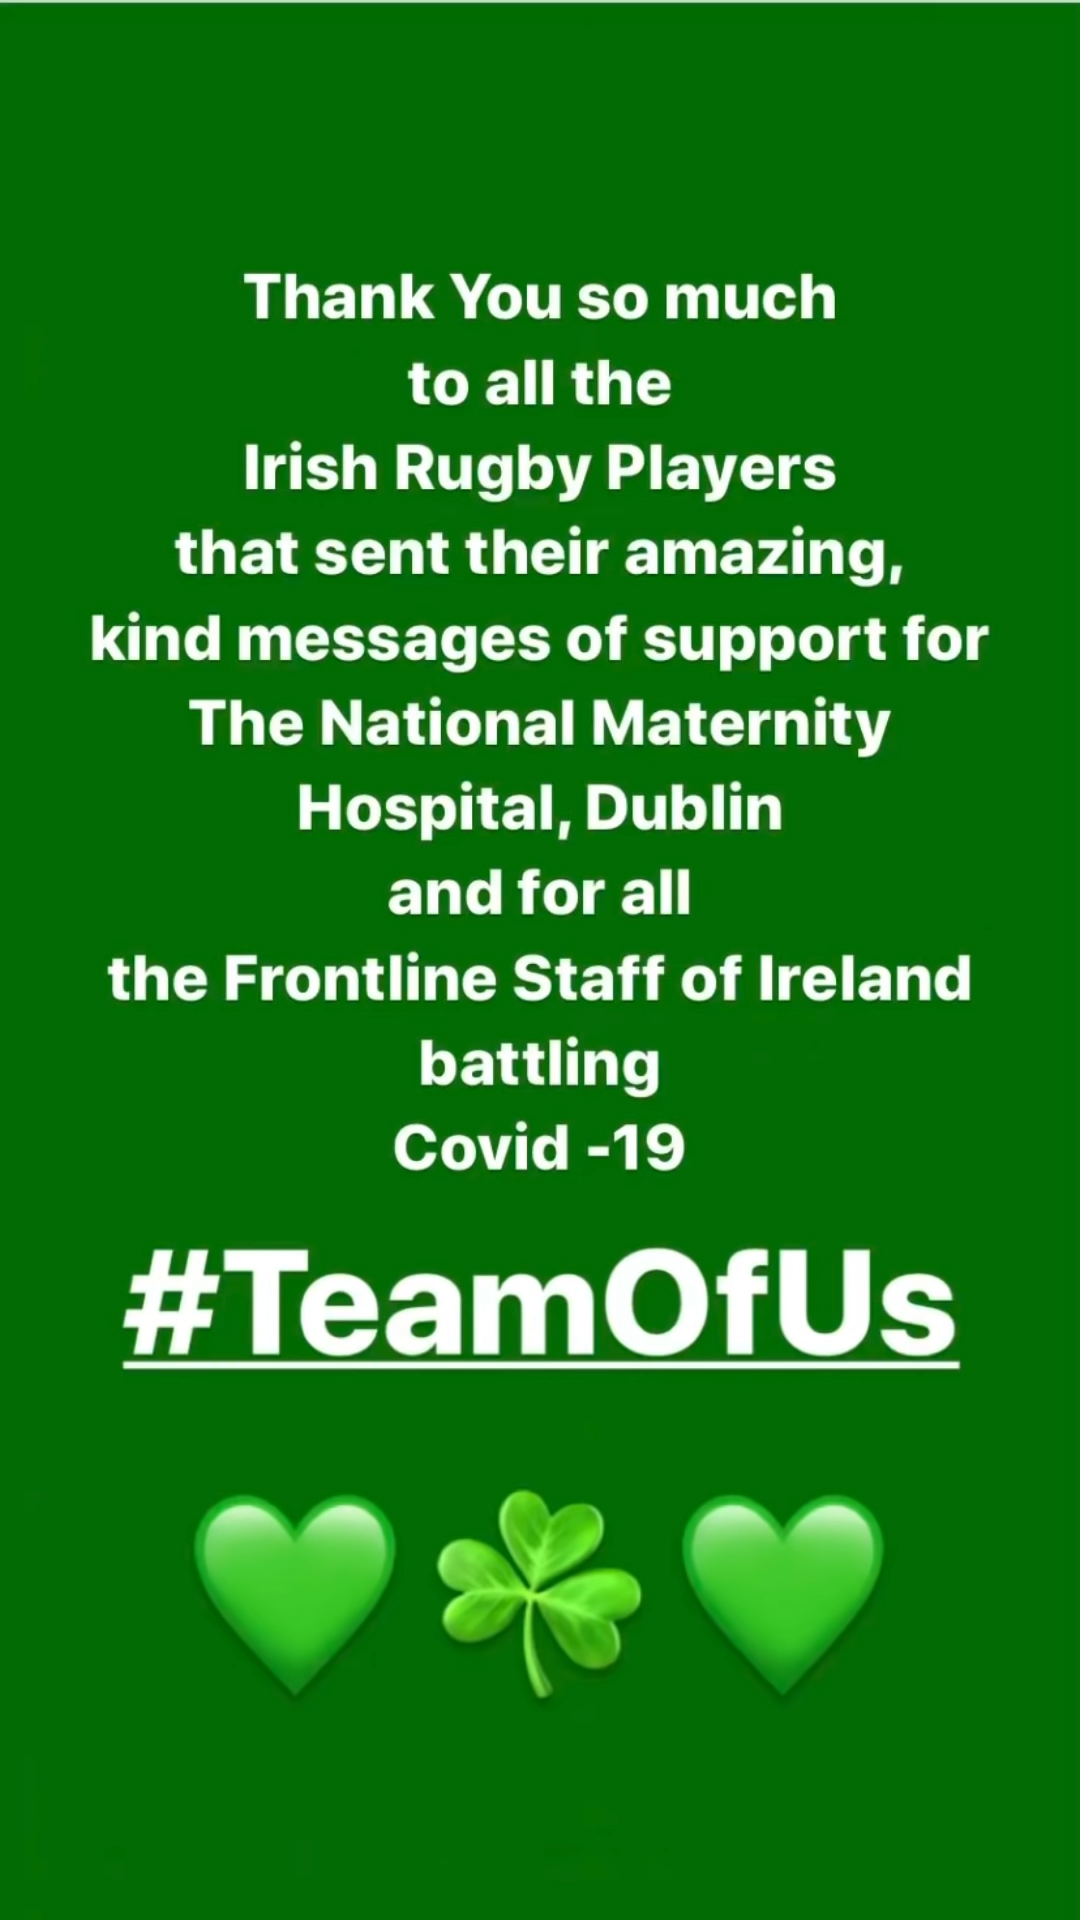 Thank You so much
to all the
Irish Rugby Players
that sent their amazing,
kind messages of support for
The National Maternity
Hospital, Dublin
and for all
the Frontline Staff of Ireland
battling
Covid -19
#TeamOfUs